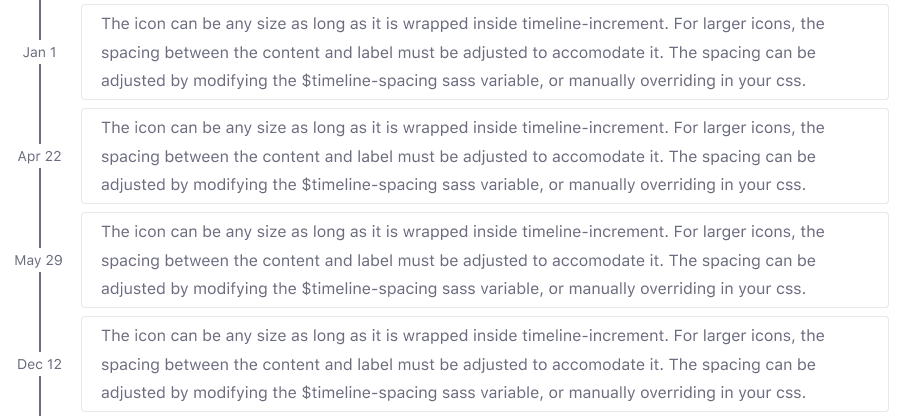 The icon can be any size as long as it is wrapped inside timeline-increment. For larger icons, the
Jan 1
spacing between the content and label must be adjusted to accomodate it. The spacing can be
adjusted by modifying the $timeline-spacing sass variable, or manually overriding in your css.
The icon can be any size as long as it is wrapped inside timeline-increment. For larger icons, the
Apr 22
spacing between the content and label must be adjusted to accomodate it. The spacing can be
adjusted by modifying the $timeline-spacing sass variable, or manually overriding in your css.
The icon can be any size as long as it is wrapped inside timeline-increment. For larger icons, the
May 29
spacing between the content and label must be adjusted to accomodate it. The spacing can be
adjusted by modifying the $timeline-spacing sass variable, or manually overriding in your css.
The icon can be any size as long as it is wrapped inside timeline-increment. For larger icons, the
Dec 12
spacing between the content and label must be adjusted to accomodate it. The spacing can be
adjusted by modifying the $timeline-spacing sass variable, or manually overriding in your css.